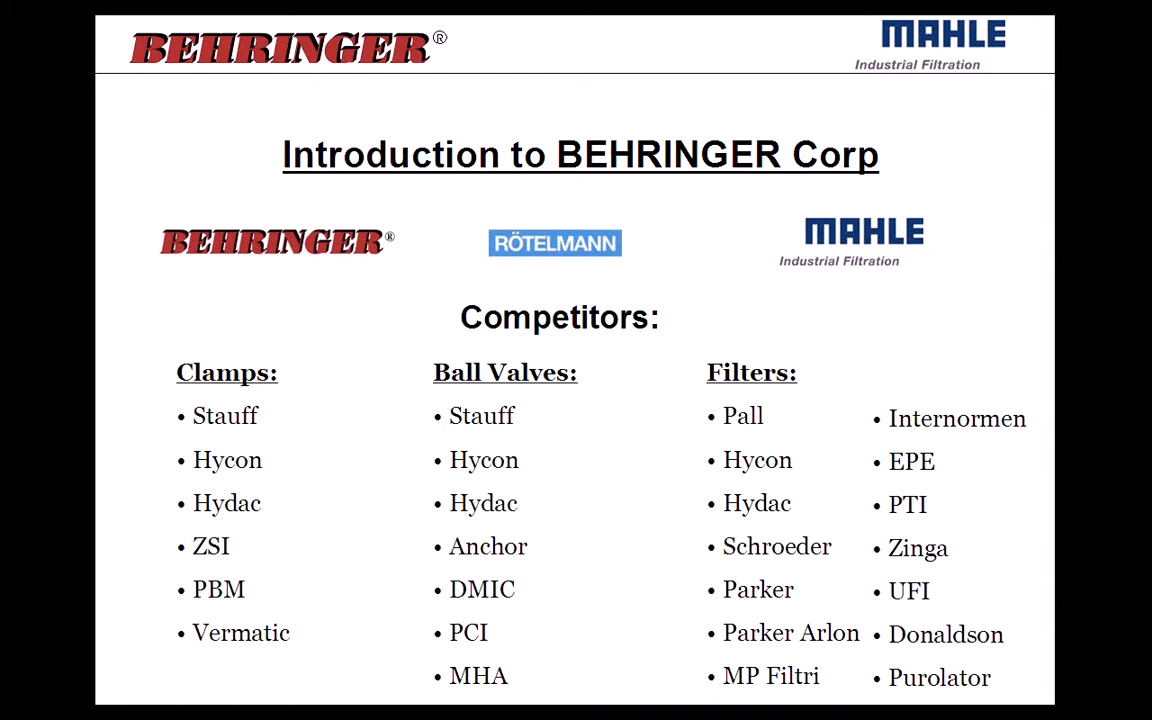 BEHRINGER®
MAHLE
Industrial Filtration
Introduction to BEHRINGER Corp
BEHRINGER®
RÖTELMANN
MAHLE
Industrial Filtration
Competitors:
Clamps:
• Stauff
• Hycon
• Hydac
• ZSI
• PBM
• Vermatic
Ball Valves:
• Stauff
• Hycon
• Hydac
• Anchor
• DMIC
• PCI
• MHA
Filters:
• Pall
• Hycon
• Hydac
• Schroeder
• Parker
• Parker Arlon
• MP Filtri
• Internormen
• EPE
• PTI
• Zinga
• UFI
• Donaldson
• Purolator